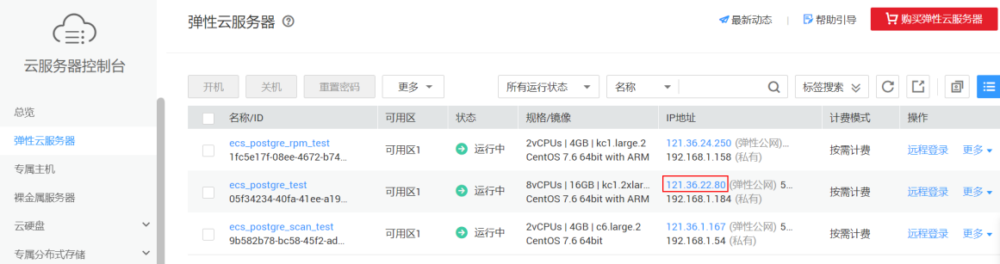 弹性云服务器
最新动态 | 帮助引导 购买弹性云服务器
云服务器控制台
开机 关机 重置密码 更多 所有运行状态 名称 标签搜索
总览
弹性云服务器
专属主机
裸金属服务器
云硬盘
专属分布式存储
名称/ID 可用区 状态 规格/镜像 IP地址 计费模式 操作
ecs_postgre_rpm_test 可用区1 运行中 2vCPUs | 4GB | kc1.large.2 121.36.24.250 (弹性公网)... 按需计费 远程登录 更多
1fc5e17f-08ee-4672-b74... CentOS 7.6 64bit with ARM 192.168.1.158 (私有)
ecs_postgre_test 可用区1 运行中 8vCPUs | 16GB | kc1.2xlar... 121.36.22.80 (弹性公网) 5... 按需计费 远程登录 更多
05f34234-40fa-41ee-a19... CentOS 7.6 64bit with ARM 192.168.1.184 (私有)
ecs_postgre_scan_test 可用区1 运行中 2vCPUs | 4GB | c6.large.2 121.36.1.167 (弹性公网) 5... 按需计费 远程登录 更多
9b582b78-bc58-45f2-ad... CentOS 7.6 64bit 192.168.1.54 (私有)